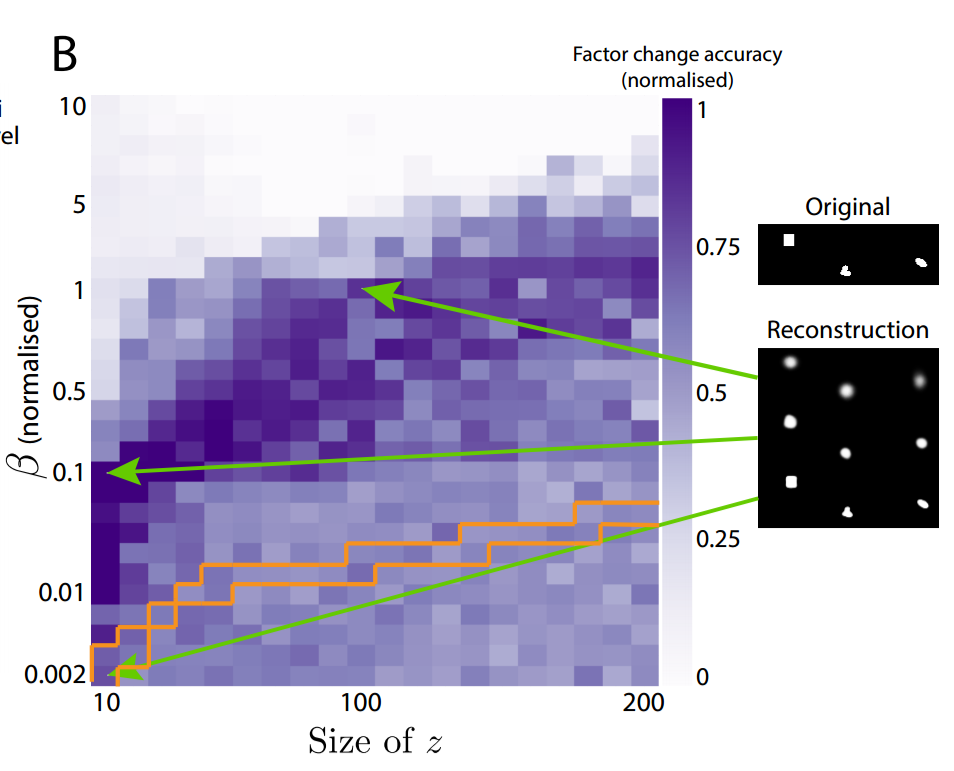 B
Factor change accuracy
(normalised)
i
vel
10
5
1
0.5
0.1
0.01
0.002
β (normalised)
10
100
200
Size of z
1
0.75
0.5
0.25
0
Original
Reconstruction